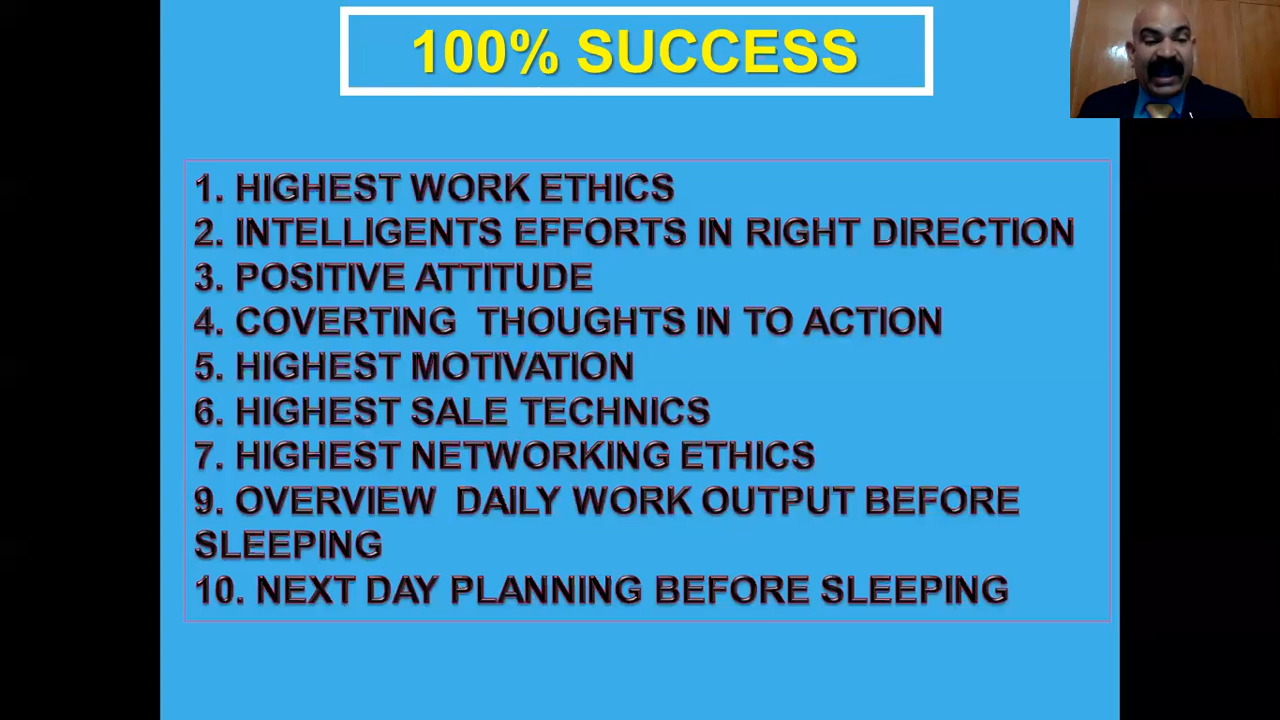 100% SUCCESS
1. HIGHEST WORK ETHICS
2. INTELLIGENTS EFFORTS IN RIGHT DIRECTION
3. POSITIVE ATTITUDE
4. COVERTING THOUGHTS IN TO ACTION
5. HIGHEST MOTIVATION
6. HIGHEST SALE TECHNICS
7. HIGHEST NETWORKING ETHICS
9. OVERVIEW DAILY WORK OUTPUT BEFORE
SLEEPING
10. NEXT DAY PLANNING BEFORE SLEEPING